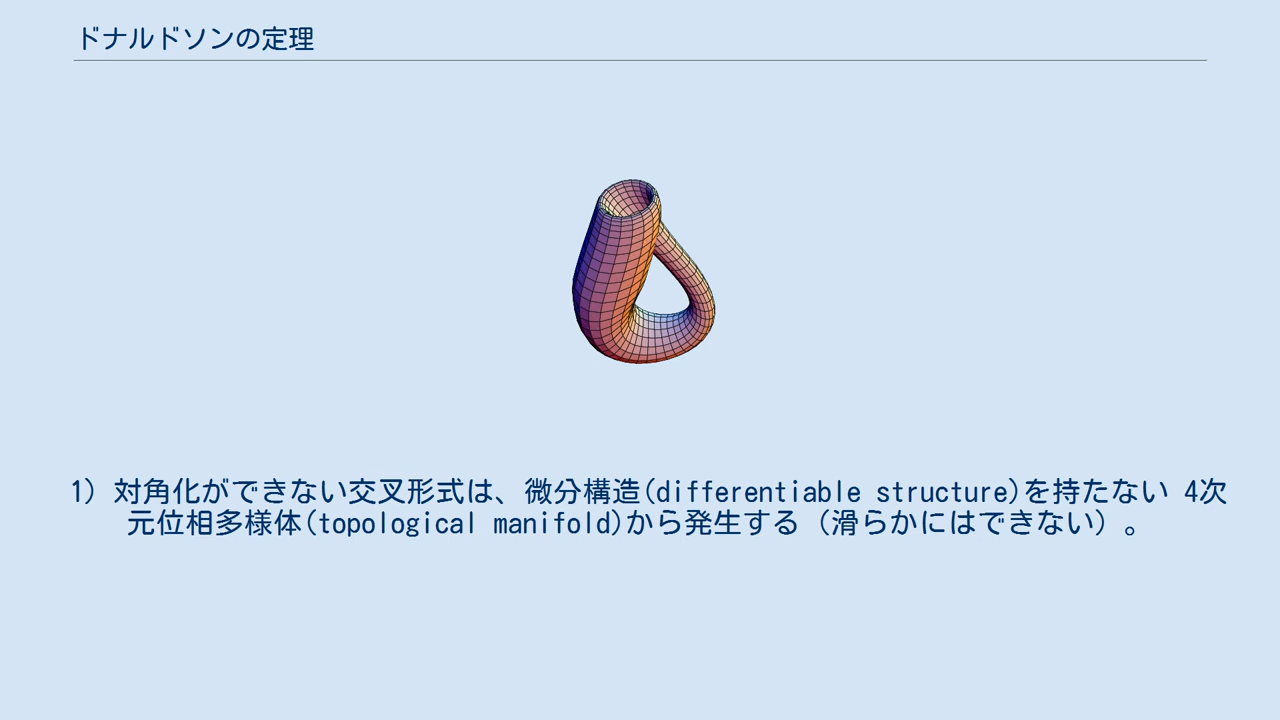 ドナルドソンの定理
1) 対角化ができない交叉形式は、微分構造(differentiable structure)を持たない 4次
元位相多様体(topological manifold)から発生する (滑らかにはできない) 。